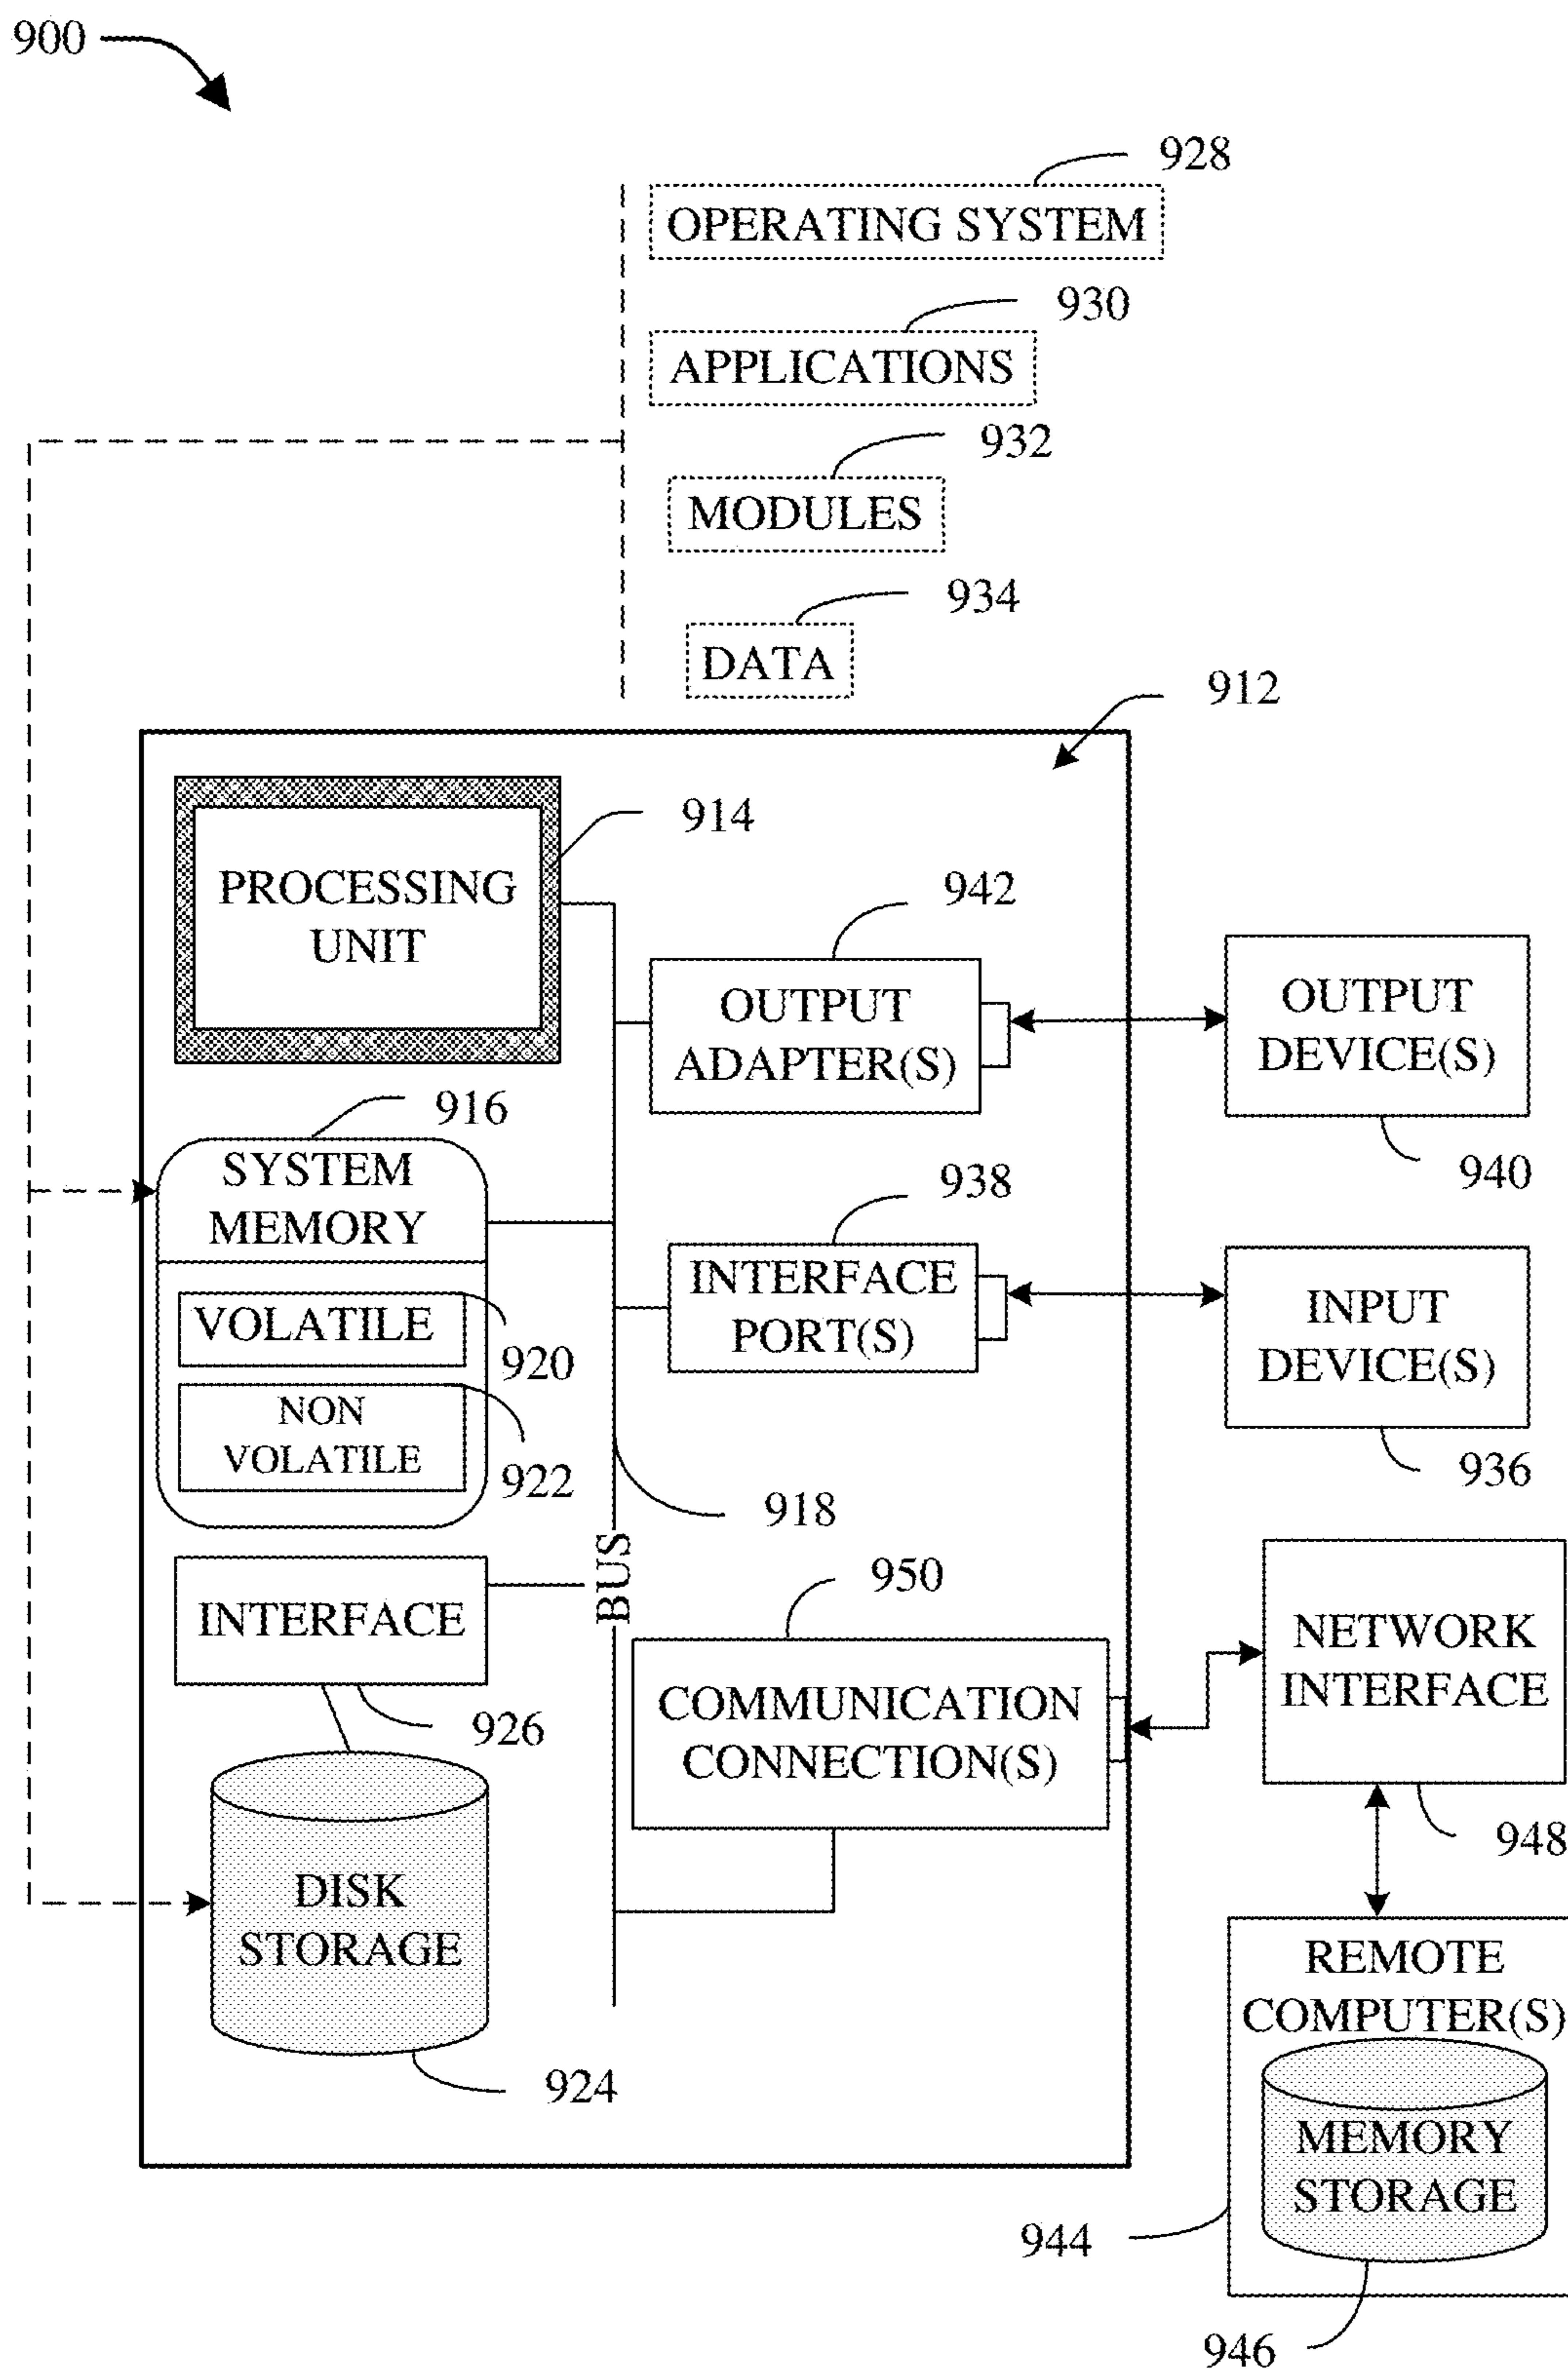 900
928
OPERATING SYSTEM
930
APPLICATIONS
932
MODULES
934
DATA
912
PROCESSING
UNIT
914
942
OUTPUT
ADAPTER(S)
OUTPUT
DEVICE(S)
940
916
SYSTEM
MEMORY
VOLATILE
920
NON
VOLATILE
922
938
INTERFACE
PORT(S)
INPUT
DEVICE(S)
936
918
BUS
INTERFACE
926
950
COMMUNICATION
CONNECTION(S)
NETWORK
INTERFACE
948
DISK
STORAGE
924
REMOTE
COMPUTER(S)
MEMORY
STORAGE
944
946